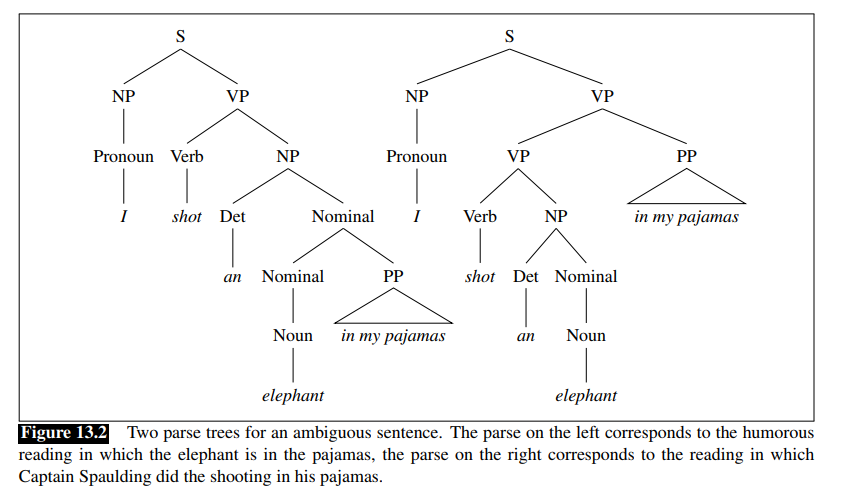 S S
NP VP NP VP
Pronoun Verb NP Pronoun VP PP
I shot Det Nominal I Verb NP in my pajamas
an Nominal PP shot Det Nominal
Noun in my pajamas an Noun
elephant elephant
Figure 13.2 Two parse trees for an ambiguous sentence. The parse on the left corresponds to the humorous
reading in which the elephant is in the pajamas, the parse on the right corresponds to the reading in which
Captain Spaulding did the shooting in his pajamas.